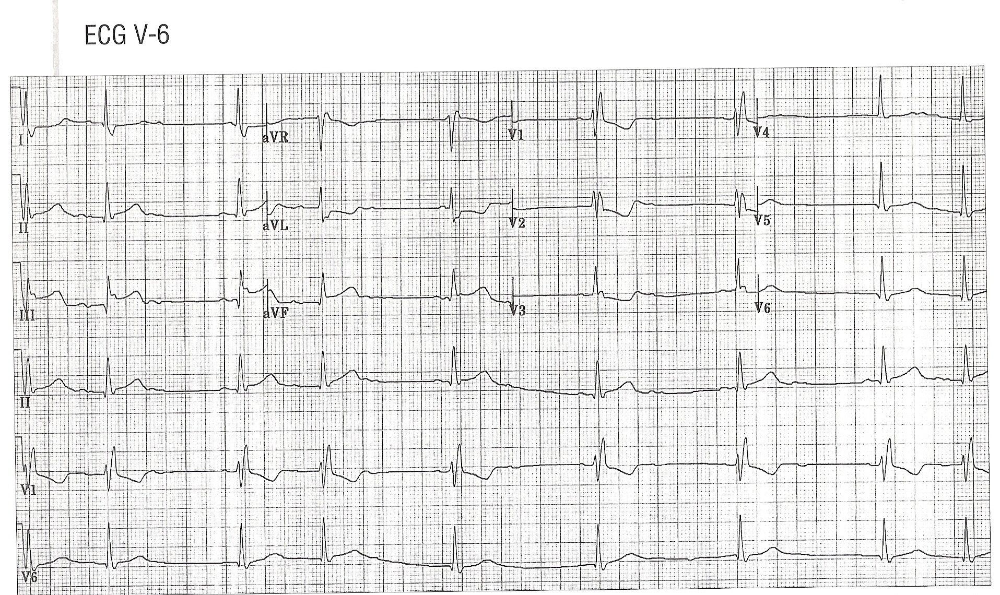 ECG V-6
I aVR V1 V4
II aVL V2 V5
III aVF V3 V6
II
V1
V6